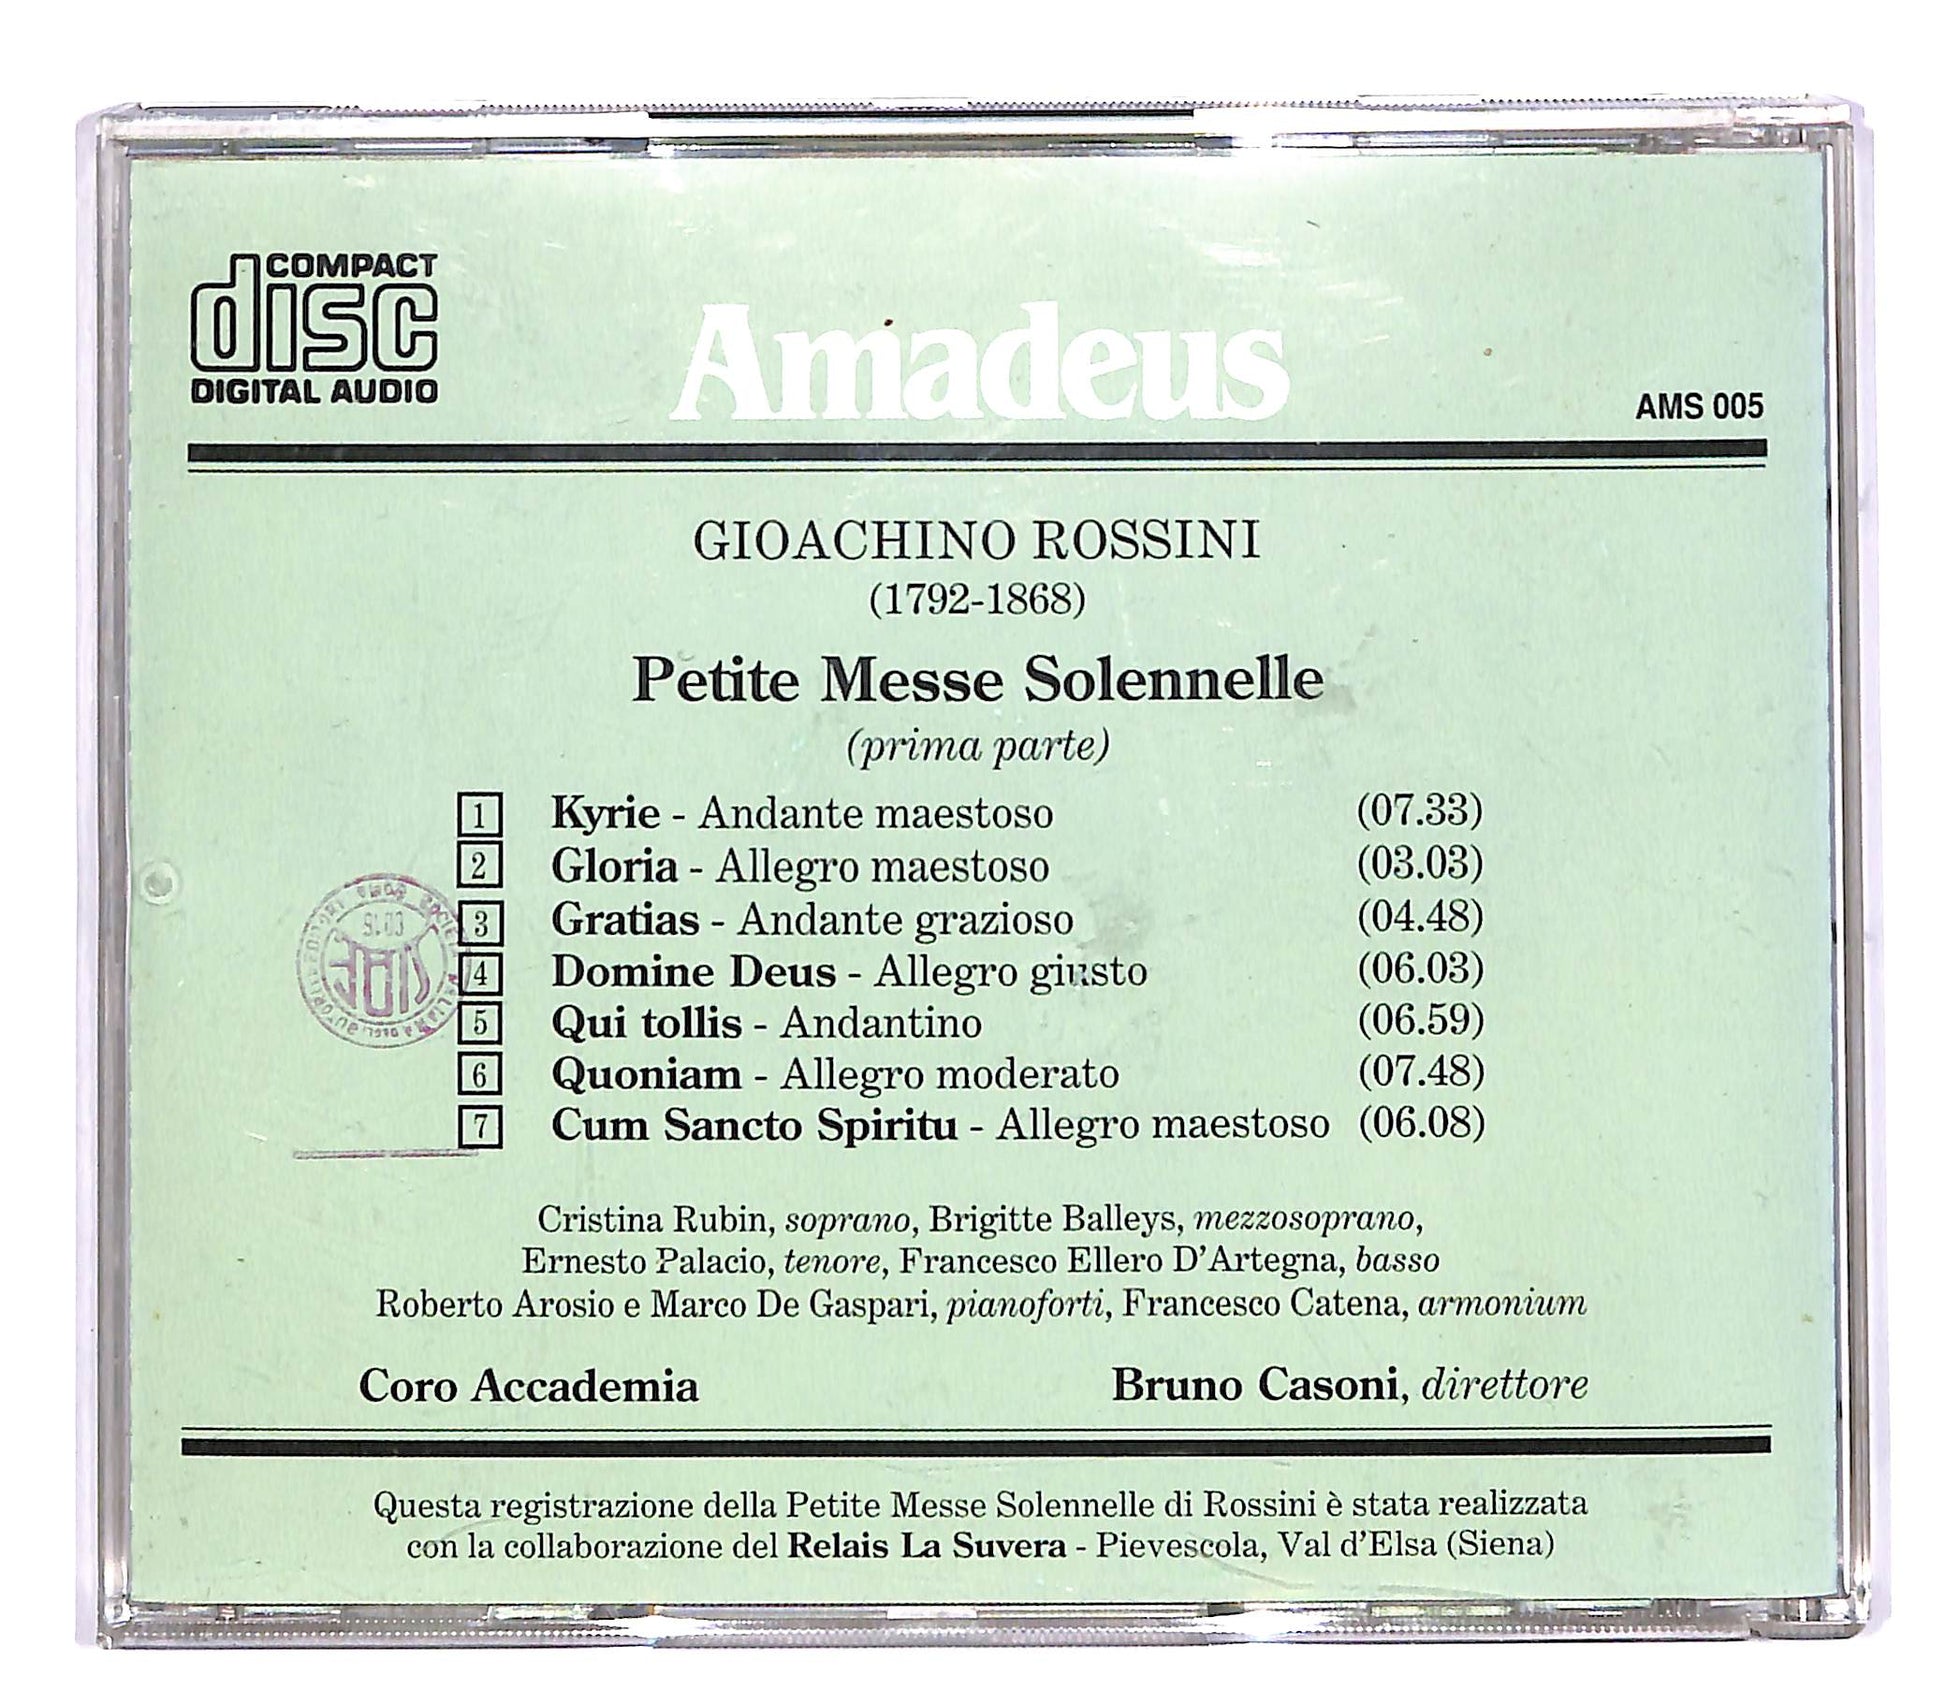 COMPACT
disc
DIGITAL AUDIO
Amadeus
AMS 005
GIOACHINO ROSSINI
(1792-1868)
Petite Messe Solennelle
(prima parte)
1 Kyrie - Andante maestoso (07.33)
2 Gloria - Allegro maestoso (03.03)
3 Gratias - Andante grazioso (04.48)
4 Domine Deus - Allegro giusto (06.03)
5 Qui tollis - Andantino (06.59)
6 Quoniam - Allegro moderato (07.48)
7 Cum Sancto Spiritu - Allegro maestoso (06.08)
SIAE
Cristina Rubin, soprano, Brigitte Balleys, mezzosoprano,
Ernesto Palacio, tenore, Francesco Ellero D'Artegna, basso
Roberto Arosio e Marco De Gaspari, pianoforti, Francesco Catena, armonium
Coro Accademia
Bruno Casoni, direttore
Questa registrazione della Petite Messe Solennelle di Rossini è stata realizzata
con la collaborazione del Relais La Suvera - Pievescola, Val d'Elsa (Siena)